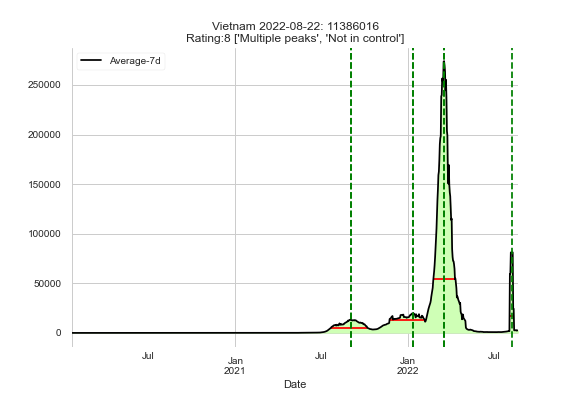 Vietnam 2022-08-22: 11386016
Rating:8 ['Multiple peaks', 'Not in control']
Average-7d
250000
200000
150000
100000
50000
0
Jul
Jan
2021
Jul
Jan
2022
Jul
Date